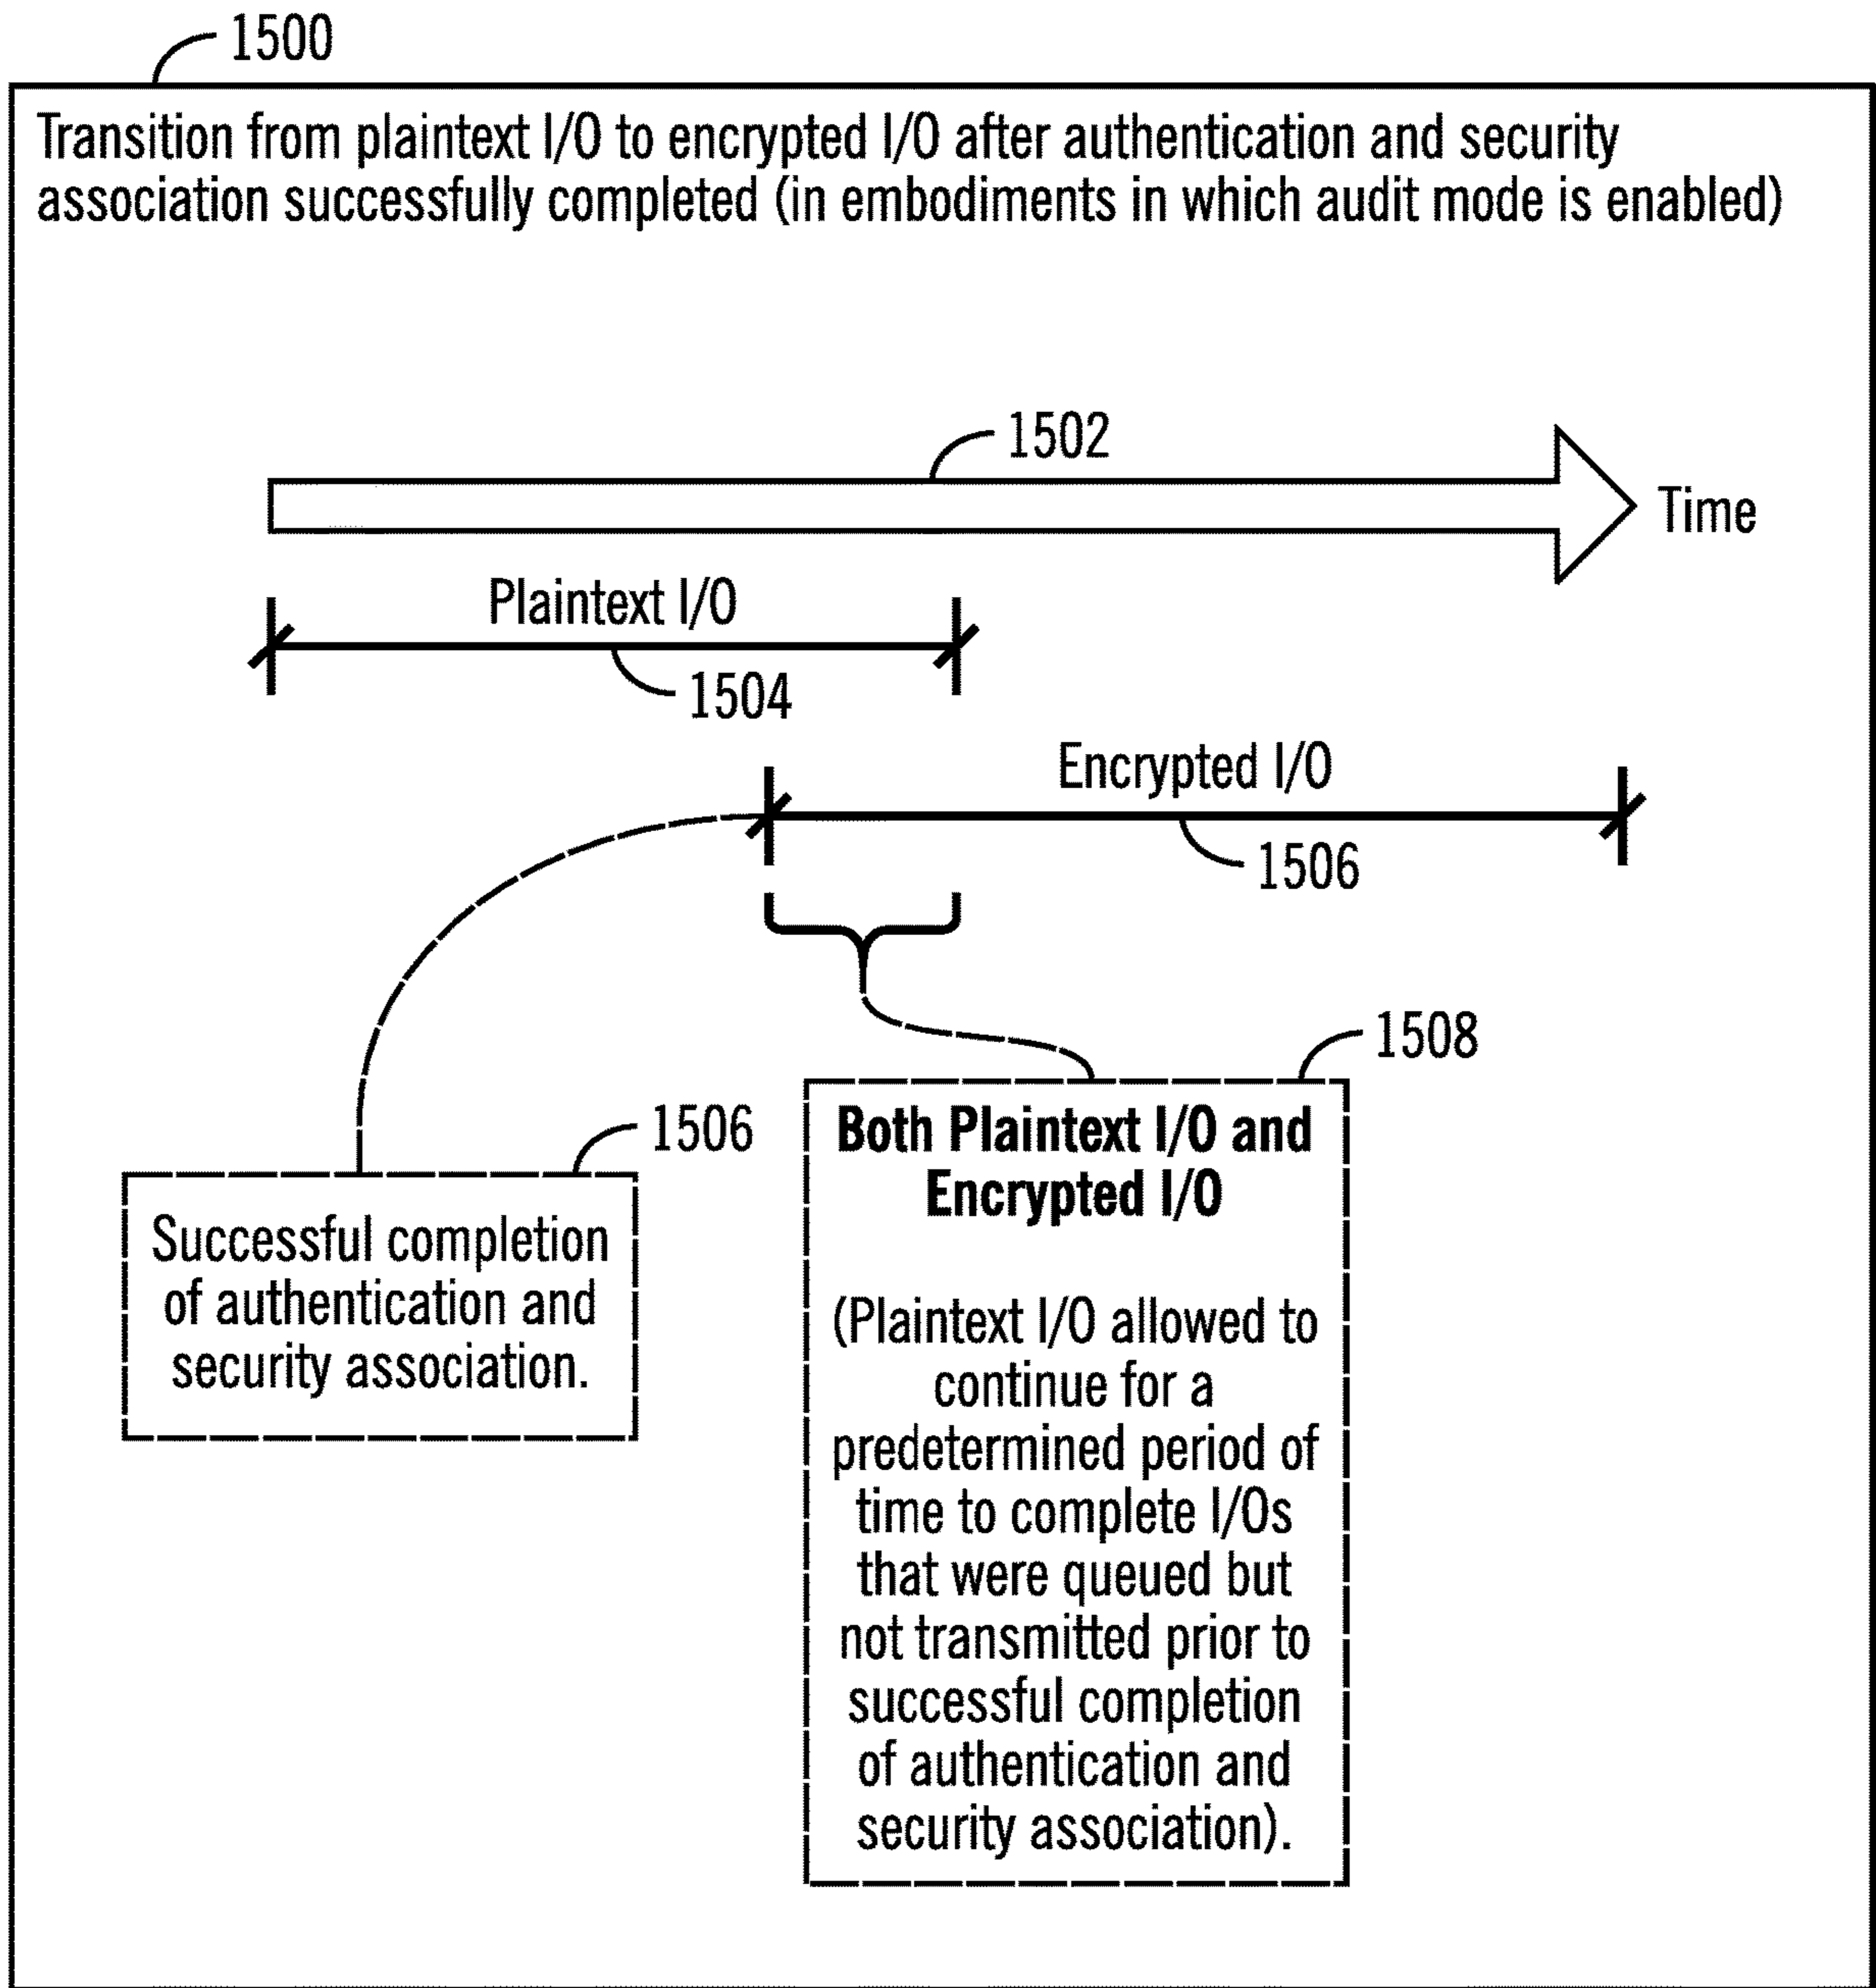 1500
Transition from plaintext I/O to encrypted I/O after authentication and security
association successfully completed (in embodiments in which audit mode is enabled)
1502
Time
Plaintext I/O
1504
Encrypted I/O
1506
1508
1506
Successful completion
of authentication and
security association.
Both Plaintext I/O and
Encrypted I/O
(Plaintext I/O allowed to
continue for a
predetermined period of
time to complete I/Os
that were queued but
not transmitted prior to
successful completion
of authentication and
security association).